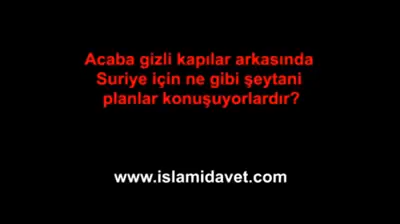 Acaba gizli kapılar arkasında
Suriye için ne gibi şeytani
planlar konuşuyorlardır?
www.islamidavet.com